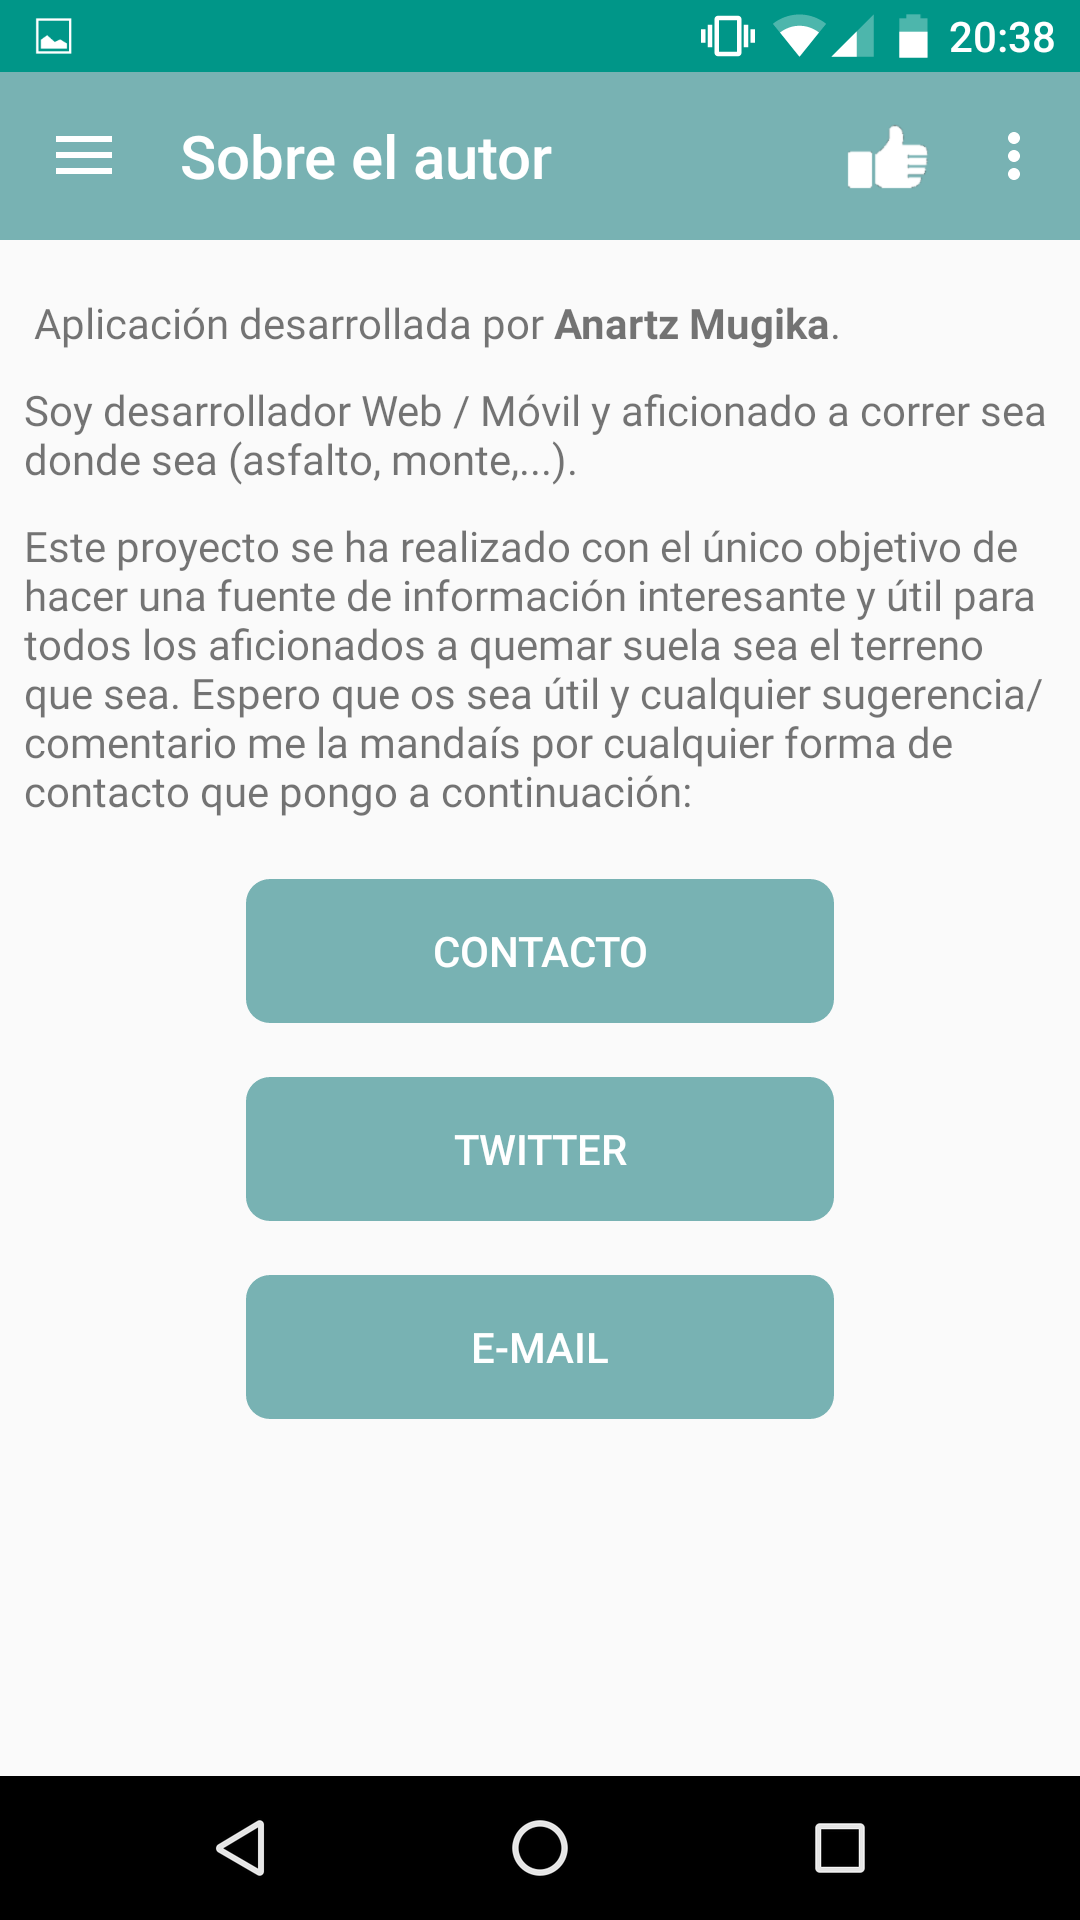 20:38
Sobre el autor
Aplicación desarrollada por Anartz Mugika.
Soy desarrollador Web / Móvil y aficionado a correr sea
donde sea (asfalto, monte,...).
Este proyecto se ha realizado con el único objetivo de
hacer una fuente de información interesante y útil para
todos los aficionados a quemar suela sea el terreno
que sea. Espero que os sea útil y cualquier sugerencia/
comentario me la mandaís por cualquier forma de
contacto que pongo a continuación:
CONTACTO
TWITTER
E-MAIL